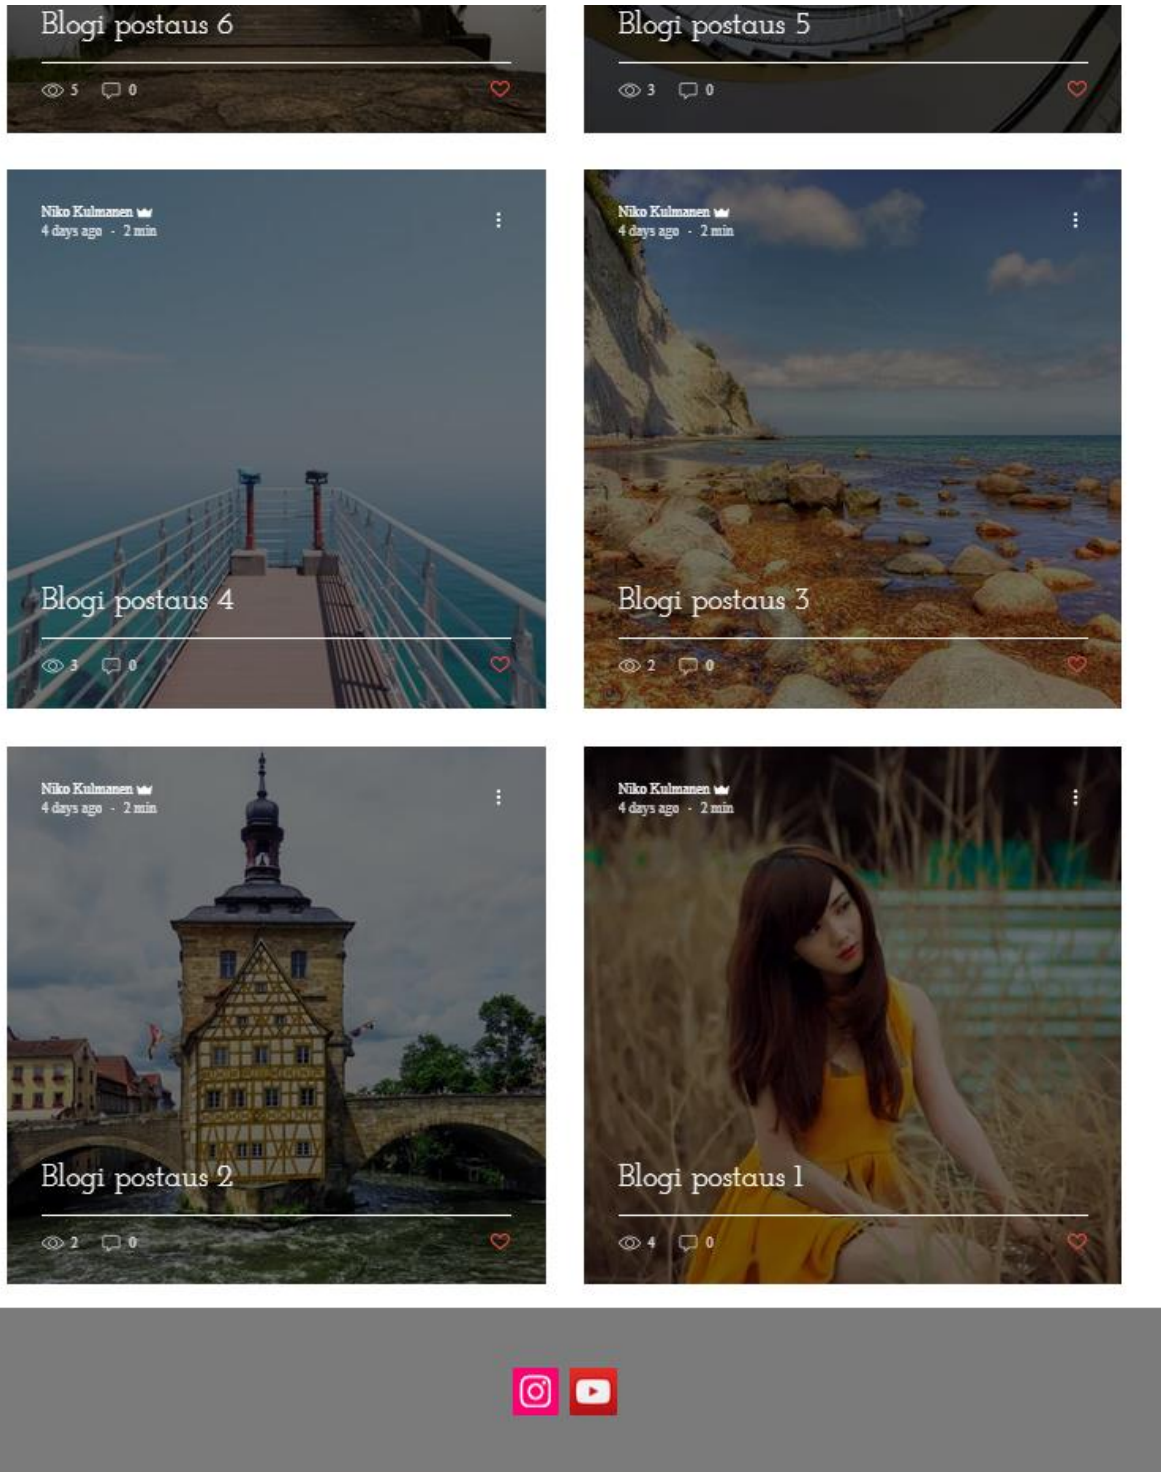 Blogi postaus 6
5 0
Blogi postaus 5
3 0
Niko Kulmanen
4 days ago · 2 min
Blogi postaus 4
3 0
Niko Kulmanen
4 days ago · 2 min
Blogi postaus 3
2 0
Niko Kulmanen
4 days ago · 2 min
Blogi postaus 2
2 0
Niko Kulmanen
4 days ago · 2 min
Blogi postaus 1
4 0